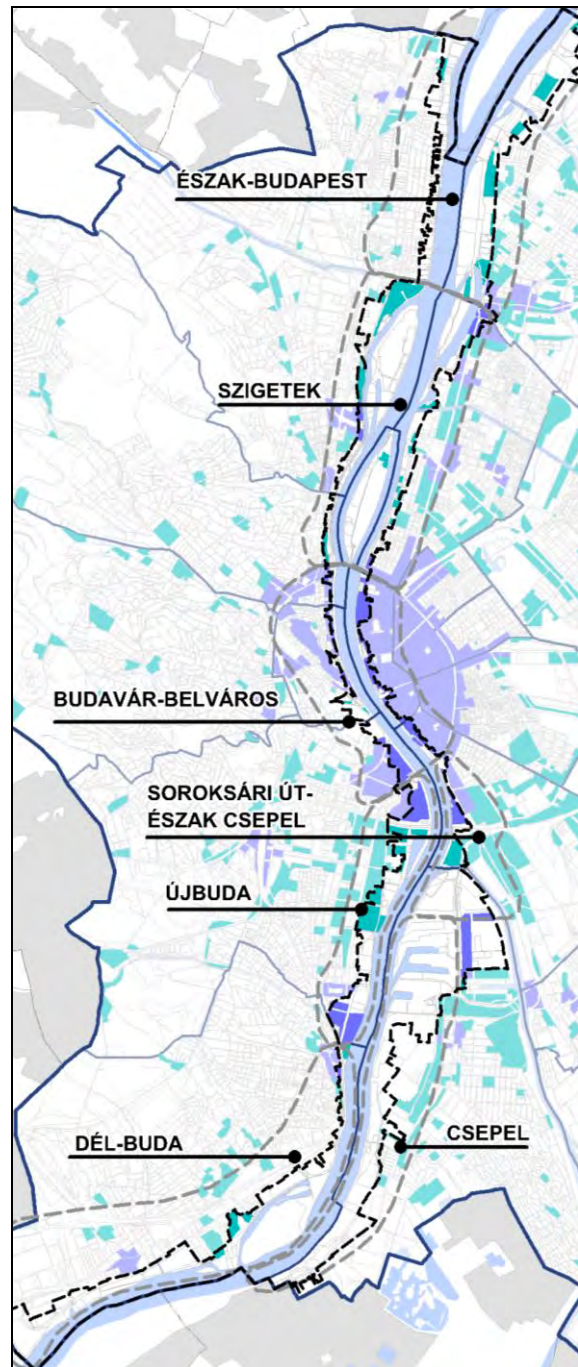 ÉSZAK-BUDAPEST
SZIGETEK
BUDAVÁR-BELVÁROS
SOROKSÁRI ÚT-
ÉSZAK CSEPEL
ÚJBUDA
DÉL-BUDA
CSEPEL